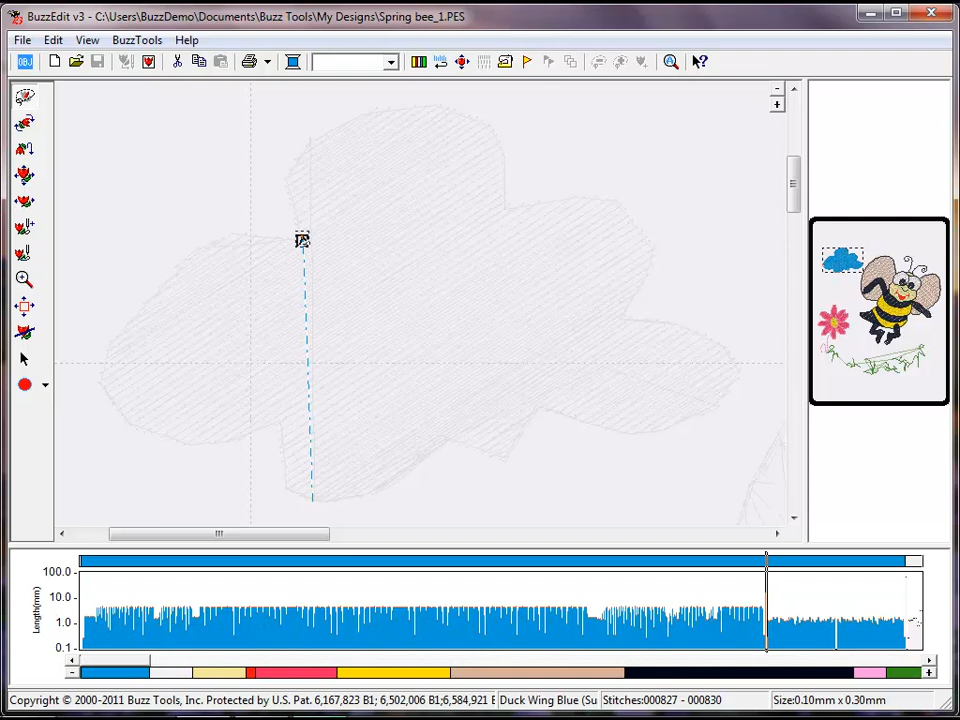 BuzzEdit v3 - C:\Users\BuzzDemo\Documents\Buzz Tools\My Designs\Spring bee_1.PES
File Edit View BuzzTools Help
OBJ
100.0
10.0
1.0
0.1
Length(mm)
Copyright © 2000-2011 Buzz Tools, Inc. Protected by U.S. Pat. 6,167,823 B1; 6,502,006 B1;6,584,921 E Duck Wing Blue (Su Stitches:000827 - 000830 Size:0.10mm x 0.30mm